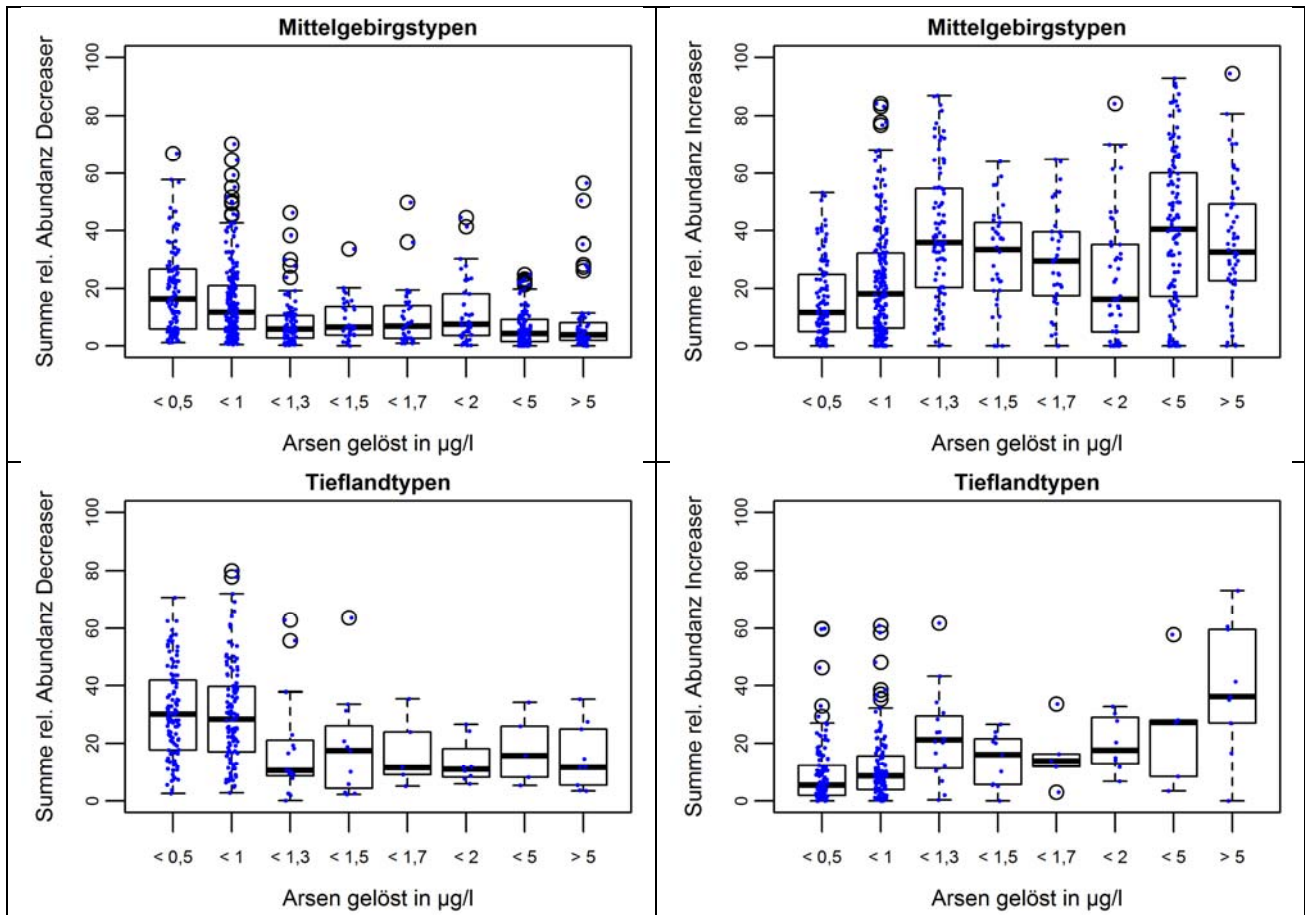 Mittelgebirgstypen
Summe rel. Abundanz Decreaser
0 20 40 60 80 100
< 0,5 < 1 < 1,3 < 1,5 < 1,7 < 2 < 5 > 5
Arsen gelöst in µg/l
Mittelgebirgstypen
Summe rel. Abundanz Increaser
0 20 40 60 80 100
< 0,5 < 1 < 1,3 < 1,5 < 1,7 < 2 < 5 > 5
Arsen gelöst in µg/l
Tieflandtypen
Summe rel. Abundanz Decreaser
0 20 40 60 80 100
< 0,5 < 1 < 1,3 < 1,5 < 1,7 < 2 < 5 > 5
Arsen gelöst in µg/l
Tieflandtypen
Summe rel. Abundanz Increaser
0 20 40 60 80 100
< 0,5 < 1 < 1,3 < 1,5 < 1,7 < 2 < 5 > 5
Arsen gelöst in µg/l